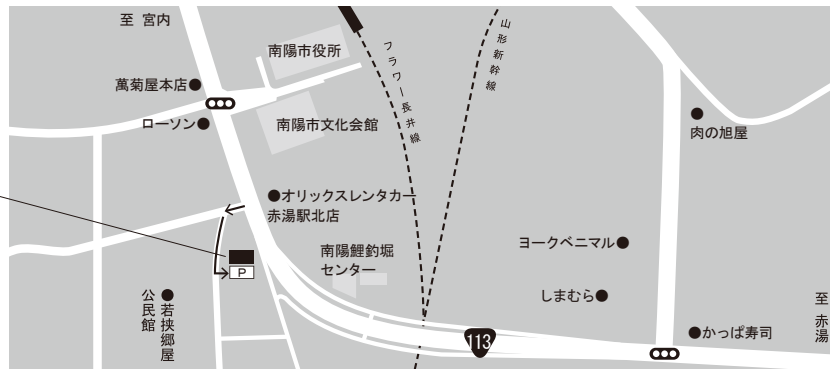 至 宮内
南陽市役所
萬菊屋本店
ローソン
南陽市文化会館
フラワー長井線
山形新幹線
肉の旭屋
オリックスレンタカー
赤湯駅北店
ヨークベニマル
南陽鯉釣堀
センター
P
しまむら
若狭郷屋
公民館
113
かっぱ寿司
至 赤湯